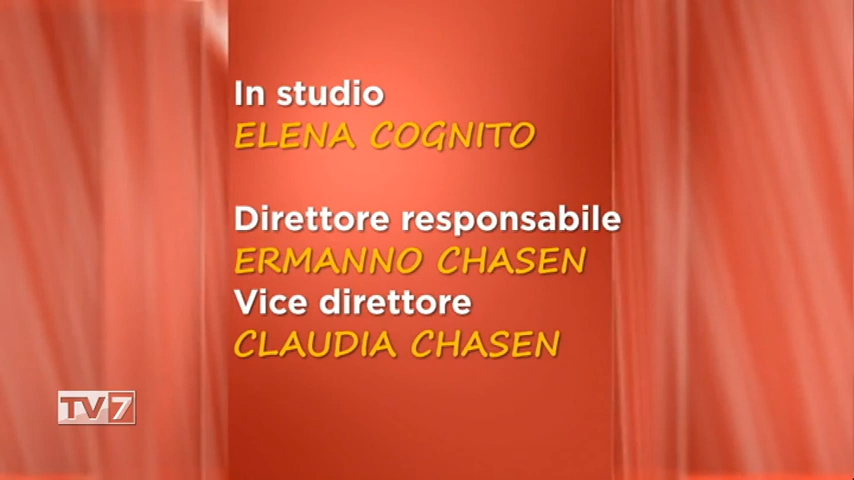 In studio
ELENA COGNITO
Direttore responsabile
ERMANNO CHASEN
Vice direttore
CLAUDIA CHASEN
TV7